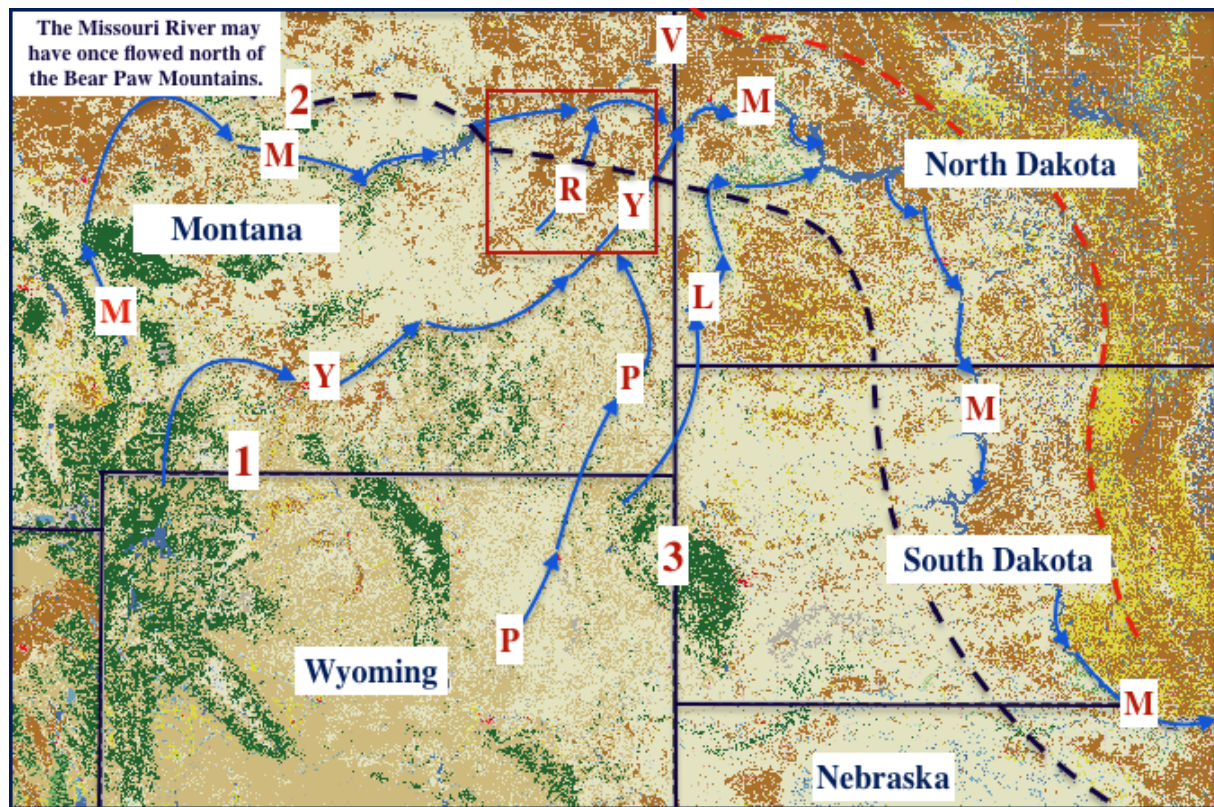 The Missouri River may
have once flowed north of
the Bear Paw Mountains.
V
2
M
M
North Dakota
R
Y
Montana
L
M
Y
P
M
1
3
South Dakota
P
Wyoming
M
Nebraska